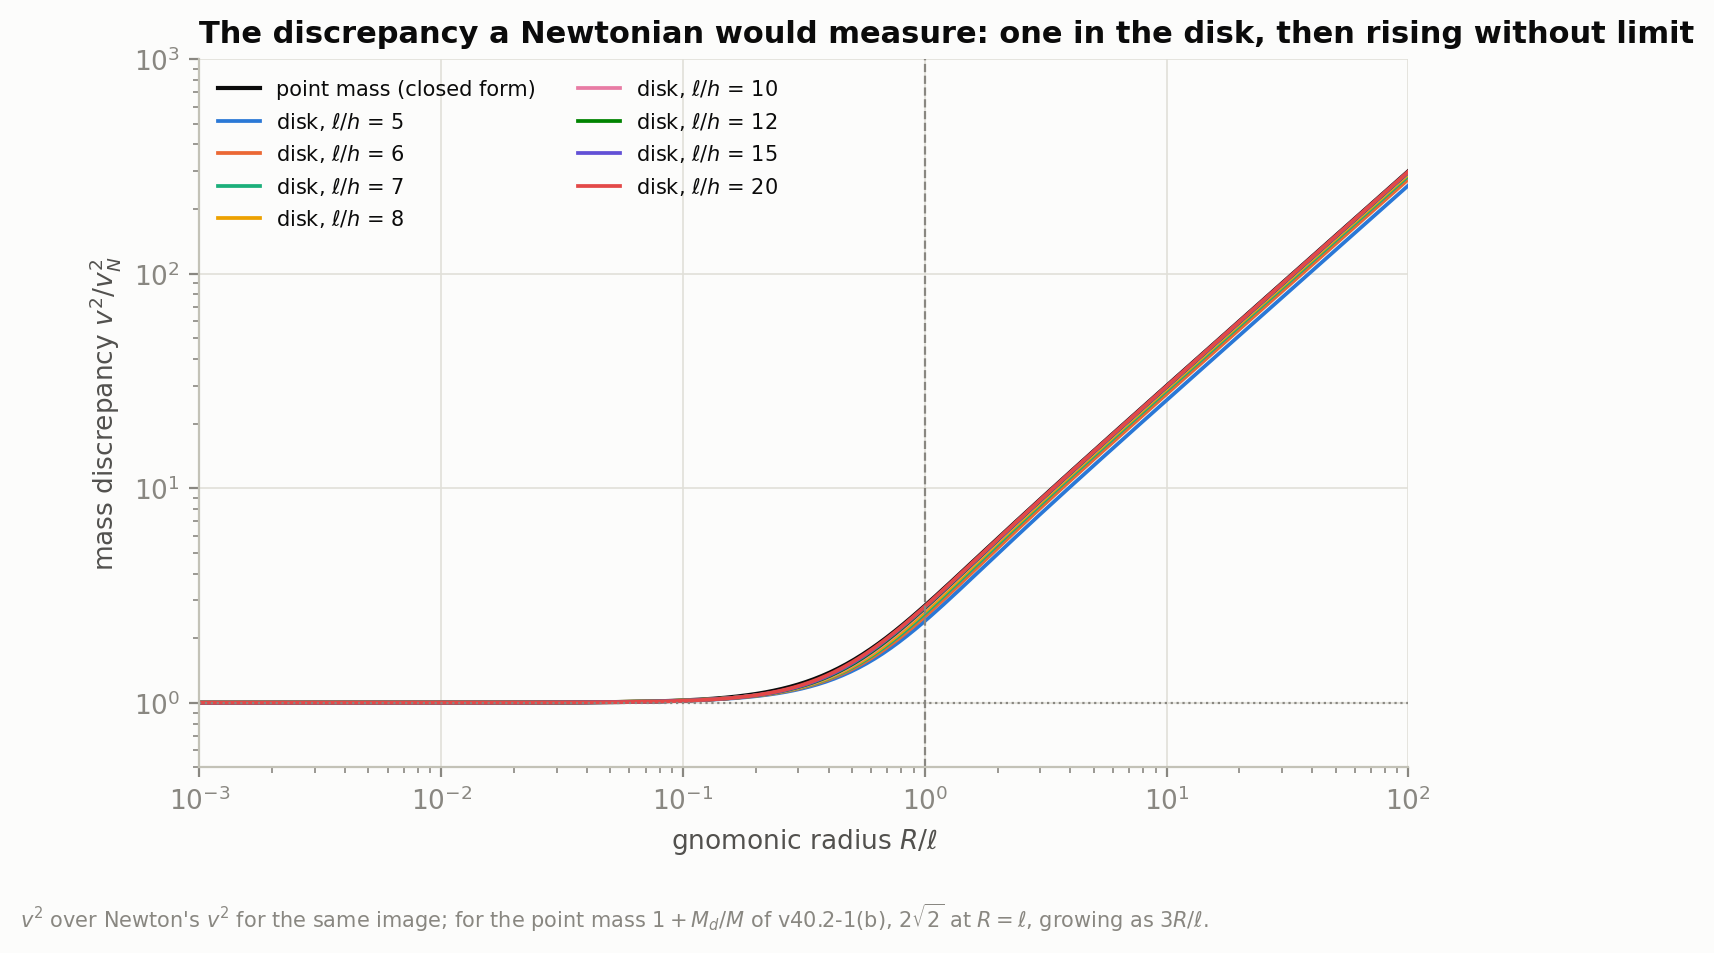 The discrepancy a Newtonian would measure: one in the disk, then rising without limit
10³
10²
10¹
10⁰
mass discrepancy v²/v²_N
point mass (closed form)
disk, ℓ/h = 5
disk, ℓ/h = 6
disk, ℓ/h = 7
disk, ℓ/h = 8
disk, ℓ/h = 10
disk, ℓ/h = 12
disk, ℓ/h = 15
disk, ℓ/h = 20
10⁻³ 10⁻² 10⁻¹ 10⁰ 10¹ 10²
gnomonic radius R/ℓ
v² over Newton's v² for the same image; for the point mass 1 + M_d/M of v40.2-1(b), 2√2 at R = ℓ, growing as 3R/ℓ.